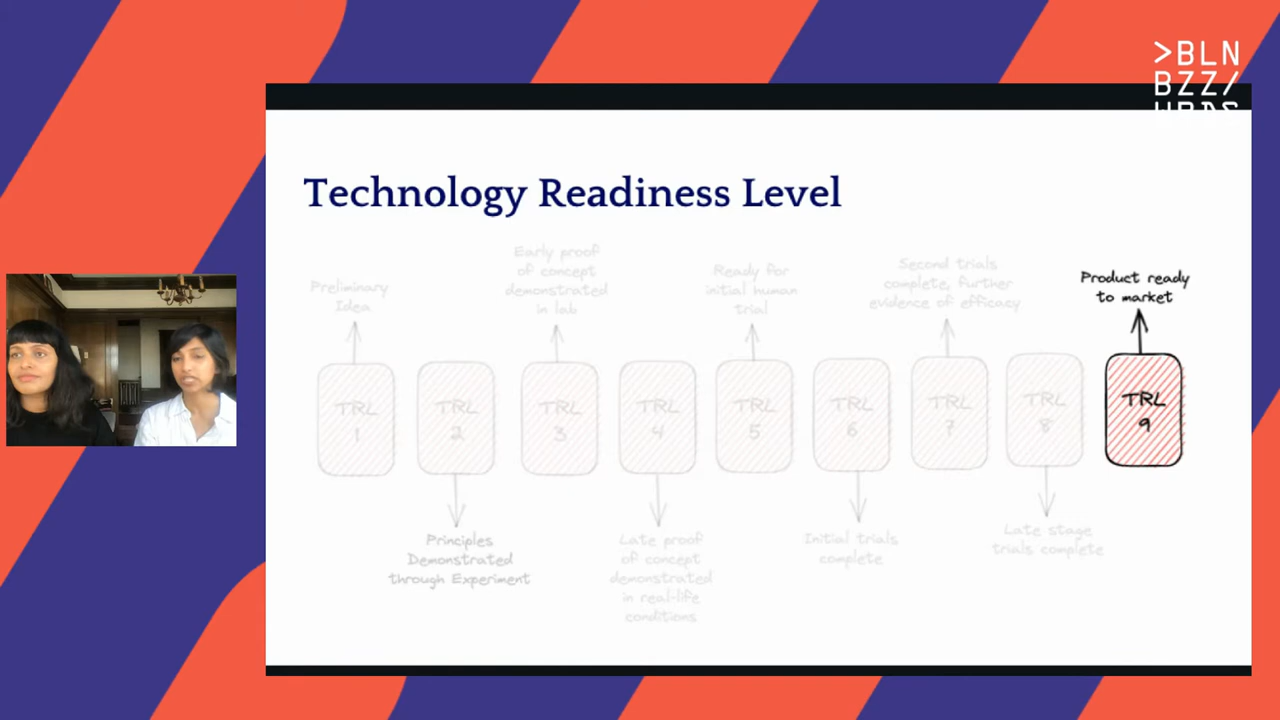 >BLN
BZZ/
Technology Readiness Level
Preliminary
Idea
Early proof
of concept
demonstrated
in lab
Ready for
initial human
trial
Second trials
complete, further
evidence of efficacy
Product ready
to market
TRL
1
TRL
2
TRL
3
TRL
4
TRL
5
TRL
6
TRL
7
TRL
8
TRL
9
Principles
Demonstrated
through Experiment
Late proof
of concept
demonstrated
in real-life
conditions
Initial trials
complete
Late stage
trials complete